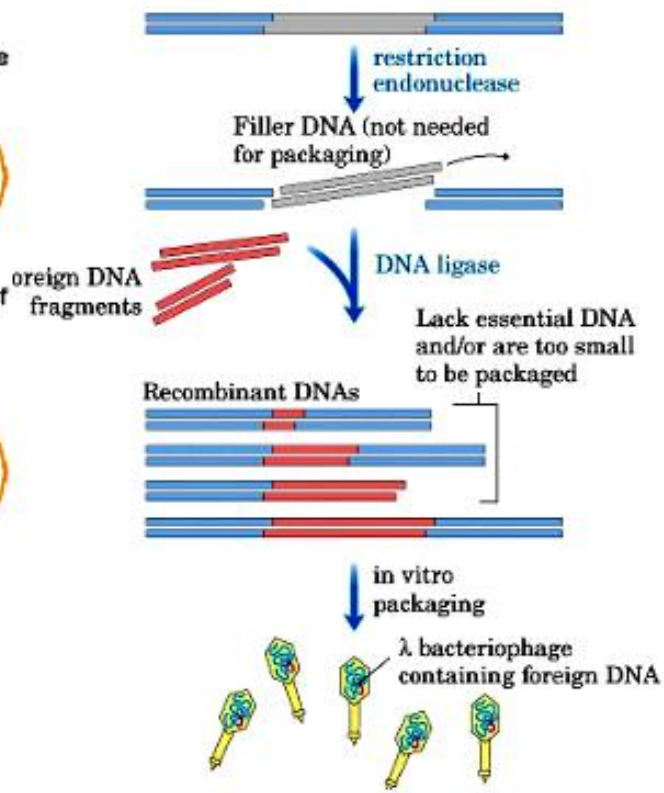 e
restriction
endonuclease
Filler DNA (not needed
for packaging)
DNA ligase
oreign DNA
f
fragments
Lack essential DNA
and/or are too small
to be packaged
Recombinant DNAs
in vitro
packaging
λ bacteriophage
containing foreign DNA